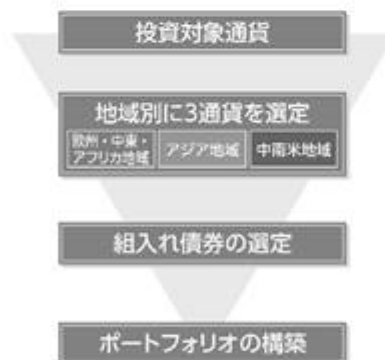 投資対象通貨
地域別に3通貨を選定
欧州・中東・
アフリカ地域
アジア地域
中南米地域
組入れ債券の選定
ポートフォリオの構築